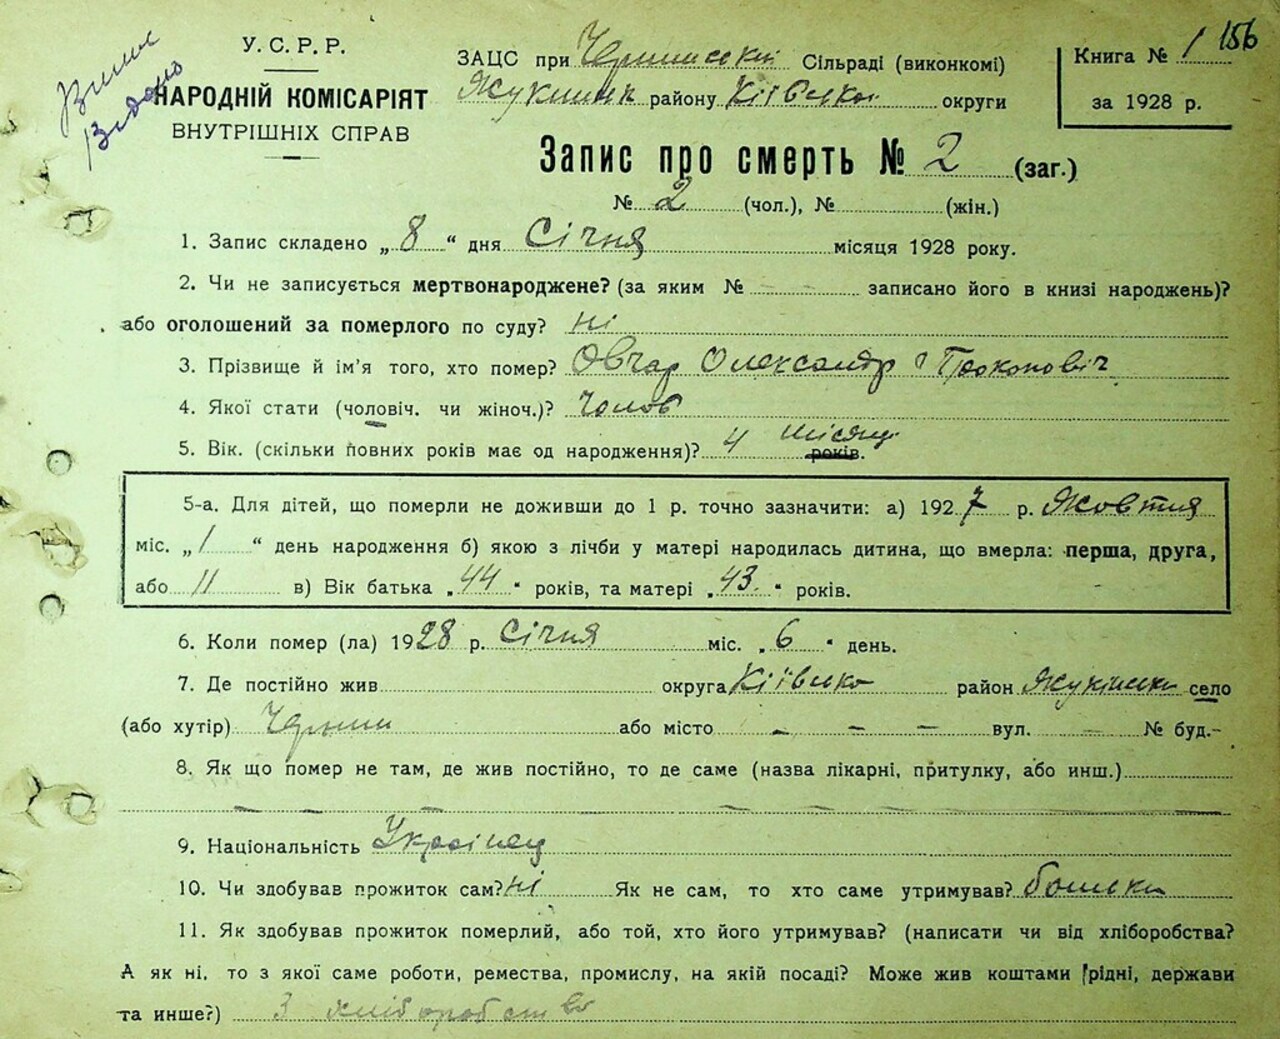 Видано
У. С. Р. Р.
НАРОДНІЙ КОМІСАРІЯТ
ВНУТРІШНІХ СПРАВ
ЗАЦС при Сільраді (виконкомі)
району округи
Книга № 1 156
за 1928 р.
Запис про смерть № 2 (заг.)
№ 2 (чол.), № (жін.)
1. Запис складено „ 8 “ дня Січня місяця 1928 року.
2. Чи не записується мертвонароджене? (за яким № — — записано його в книзі народжень)?
або оголошений за померлого по суду? Ні
3. Прізвище й ім'я того, хто помер? Овчар Олександр Прокопович
4. Якої стати (чоловіч. чи жіноч.)? Чолов
5. Вік. (скільки повних років має од народження)? 4 місяці років.
5-а. Для дітей, що померли не доживши до 1 р. точно зазначити: а) 1927 р. Жовтня
міс. „ 1 “ день народження б) якою з лічби у матері народилась дитина, що вмерла: перша, друга,
або 11 в) Вік батька „ 44 “ років, та матері „ 43. “ років.
6. Коли помер (ла) 1928 р. Січня міс. „ 6 “ день.
7. Де постійно жив округа район село
(або хутір) або місто — — — вул. — № буд.-
8. Як що помер не там, де жив постійно, то де саме (назва лікарні, притулку, або инш.)
9. Національність Українец
10. Чи здобував прожиток сам? ні Як не сам, то хто саме утримував? батьки
11. Як здобував прожиток померлий, або той, хто його утримував? (написати чи від хліборобства?
А як ні, то з якої саме роботи, ремества, промислу, на якій посаді? Може жив коштами рідні, держави
та инше?) З хліборобство